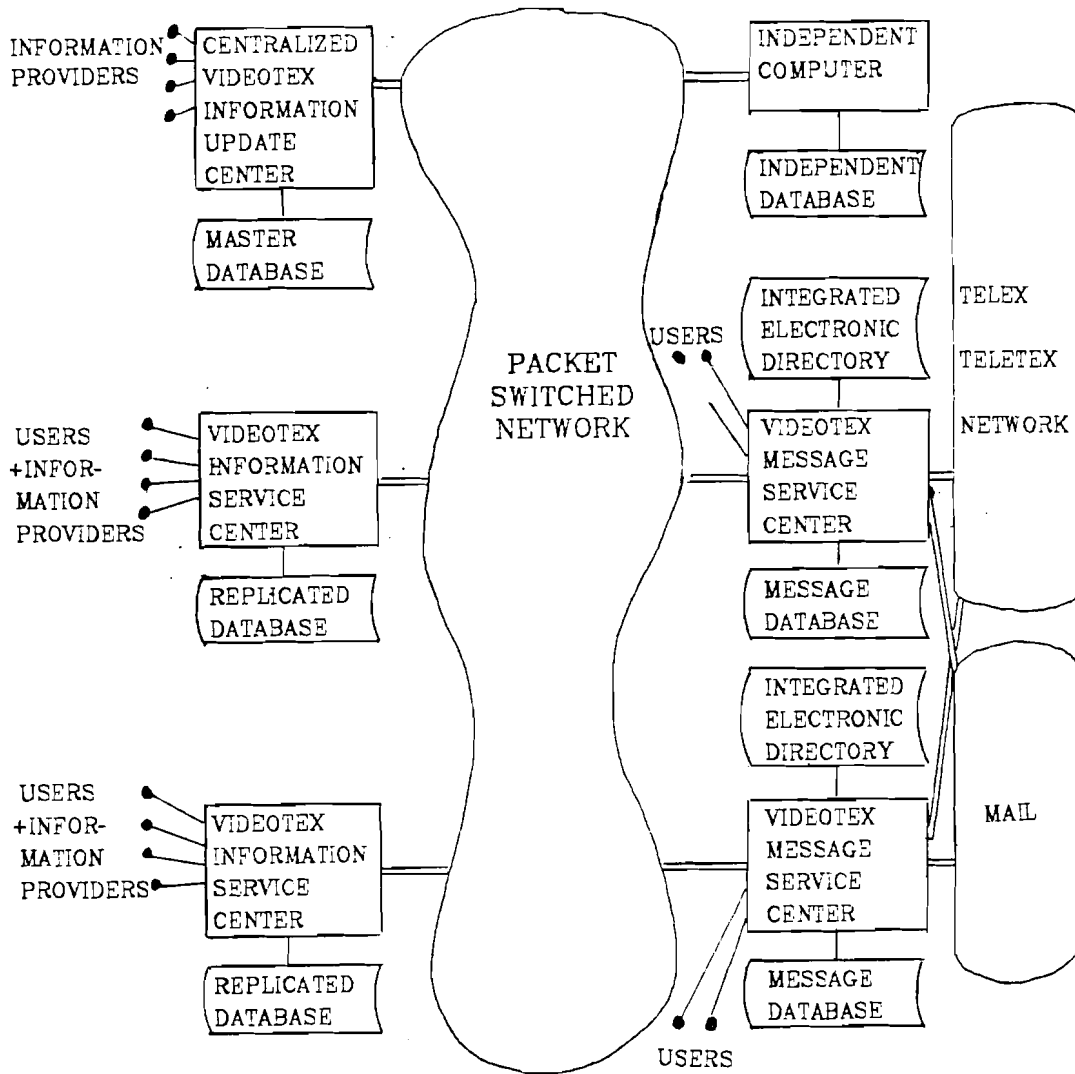 INFORMATION
PROVIDERS
CENTRALIZED
VIDEOTEX
INFORMATION
UPDATE
CENTER
MASTER
DATABASE
USERS
+INFOR-
MATION
PROVIDERS
VIDEOTEX
INFORMATION
SERVICE
CENTER
REPLICATED
DATABASE
USERS
+INFOR-
MATION
PROVIDERS
VIDEOTEX
INFORMATION
SERVICE
CENTER
REPLICATED
DATABASE
PACKET
SWITCHED
NETWORK
INDEPENDENT
COMPUTER
INDEPENDENT
DATABASE
INTEGRATED
ELECTRONIC
DIRECTORY
USERS
VIDEOTEX
MESSAGE
SERVICE
CENTER
MESSAGE
DATABASE
INTEGRATED
ELECTRONIC
DIRECTORY
VIDEOTEX
MESSAGE
SERVICE
CENTER
MESSAGE
DATABASE
USERS
TELEX
TELETEX
NETWORK
MAIL